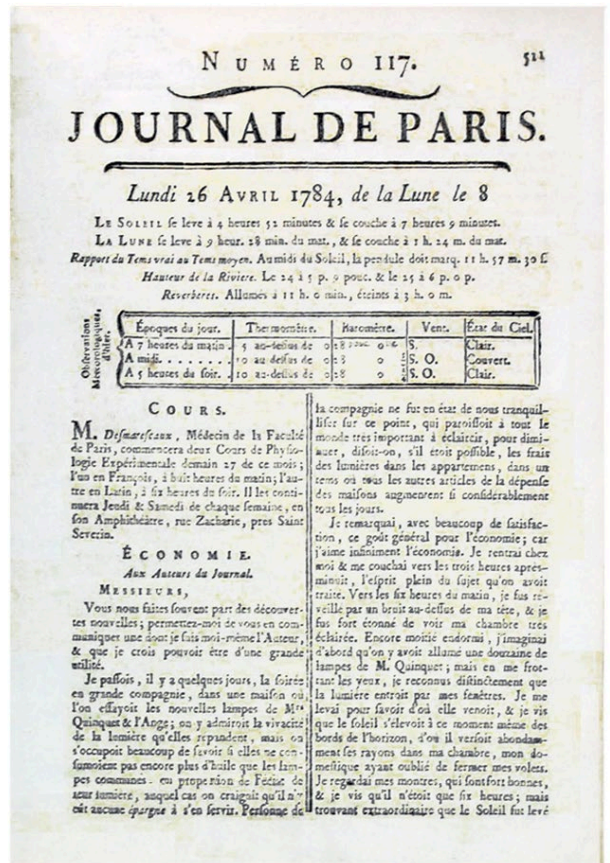 NUMÉRO 117.
511
JOURNAL DE PARIS.
Lundi 26 AVRIL 1784, de la Lune le 8
LE SOLEIL se leve à 4 heures 52 minutes & se couche à 7 heures 9 minutes.
LA LUNE se leve à 9 heur. 28 min. du mat., & se couche à 1 h. 24 m. du mat.
Rapport du Tems vrai au Tems moyen. Au midi du Soleil, la pendule doit marq. 11 h. 57 m. 30 s.
Hauteur de la Riviere. Le 24 à 5 p. 9 pouc. & le 25 à 6 p. 0 p.
Reverberes. Allumés à 11 h. 0 min., éteints à 3 h. 0 m.
Observations Météorologiques, d'hier.
Époques du jour. Thermometre. Barometre. Vent. État du Ciel.
A 7 heures du matin. 5 au-dessus de 0 28 S. Clair.
A midi. . . . . . . . 10 au dessus de 0 28 0 S. O. Couvert.
A 5 heures du soir. 10 au-dessus de 0 28 0 S. O. Clair.
COURS.
M. Desmarescaux, Médecin de la Faculté
de Paris, commencera deux Cours de Physio-
logie Expérimentale demain 27 de ce mois;
l'un en François, à huit heures du matin; l'au-
tre en Latin, à six heures du soir. Il les conti-
nuera Jeudi & Samedi de chaque semaine, en
son Amphithéâtre, rue Zacharie, près Saint
Severin.
ÉCONOMIE.
Aux Auteurs du Journal.
MESSIEURS,
Vous nous faites souvent part des découver-
tes nouvelles; permettez-moi de vous en com-
muniquer une dont je suis moi-même l'Auteur,
& que je crois pouvoir être d'une grande
utilité.
Je passois, il y a quelques jours, la soirée
en grande compagnie, dans une maison où
l'on essayoit les nouvelles lampes de Mrs
Quinquet & l'Ange; on y admiroit la vivacité
de la lumière qu'elles répandent, mais on
s'occupoit beaucoup de savoir si elles ne con-
sumoient pas encore plus d'huile que les lam-
pes communes, en proportion de l'éclat de
leur lumiere, auquel cas on craignoit qu'il n'y
eût aucune épargne à s'en servir. Personne de
la compagnie ne fut en état de nous tranquil-
liser sur ce point, qui paroissoit à tout le
monde très important à éclaircir, pour dimi-
nuer, disoit-on, s'il étoit possible, les frais
des lumières dans les appartemens, dans un
tems où tous les autres articles de la dépense
des maisons augmentent si considérablement
tous les jours.
Je remarquai, avec beaucoup de satisfac-
tion, ce goût général pour l'économie; car
j'aime infiniment l'économie. Je rentrai chez
moi & me couchai vers les trois heures après-
minuit, l'esprit plein du sujet qu'on avoit
traité. Vers les six heures du matin, je fus ré-
veillé par un bruit au-dessus de ma tête, & je
fus fort étonné de voir ma chambre très
éclairée. Encore moitié endormi, j'imaginai
d'abord qu'on y avoit allumé une douzaine de
lampes de M. Quinquet; mais en me frot-
tant les yeux, je reconnus distinctement que
la lumiere entroit par mes fenêtres. Je me
levai pour savoir d'où elle venoit, & je vis
que le soleil s'élevoit à ce moment même des
bords de l'horizon, d'où il versoit abondam-
ment ses rayons dans ma chambre, mon do-
mestique ayant oublié de fermer mes volets.
Je regardai mes montres, qui sont fort bonnes,
& je vis qu'il n'étoit que six heures; mais
trouvant extraordinaire que le Soleil fut levé